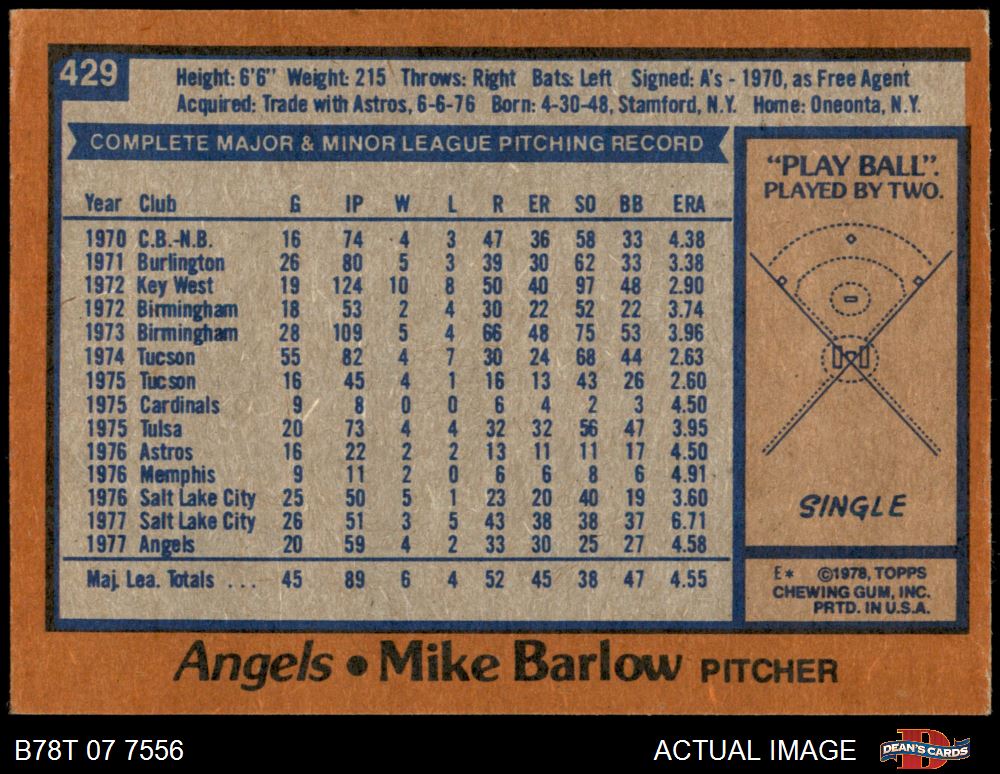 429
Height: 6'6" Weight: 215 Throws: Right Bats: Left Signed: A's - 1970, as Free Agent
Acquired: Trade with Astros, 6-6-76 Born: 4-30-48, Stamford, N.Y. Home: Oneonta, N.Y.
COMPLETE MAJOR & MINOR LEAGUE PITCHING RECORD
Year Club G IP W L R ER SO BB ERA
1970 C.B.-N.B. 16 74 4 3 47 36 58 33 4.38
1971 Burlington 26 80 5 3 39 30 62 33 3.38
1972 Key West 19 124 10 8 50 40 97 48 2.90
1972 Birmingham 18 53 2 4 30 22 52 22 3.74
1973 Birmingham 28 109 5 4 66 48 75 53 3.96
1974 Tucson 55 82 4 7 30 24 68 44 2.63
1975 Tucson 16 45 4 1 16 13 43 26 2.60
1975 Cardinals 9 8 0 0 6 4 2 3 4.50
1975 Tulsa 20 73 4 4 32 32 56 47 3.95
1976 Astros 16 22 2 2 13 11 11 17 4.50
1976 Memphis 9 11 2 0 6 6 8 6 4.91
1976 Salt Lake City 25 50 5 1 23 20 40 19 3.60
1977 Salt Lake City 26 51 3 5 43 38 38 37 6.71
1977 Angels 20 59 4 2 33 30 25 27 4.58
Maj. Lea. Totals . . . 45 89 6 4 52 45 38 47 4.55
"PLAY BALL".
PLAYED BY TWO.
SINGLE
E* ©1978, TOPPS
CHEWING GUM, INC.
PRTD. IN U.S.A.
Angels • Mike Barlow PITCHER
B78T 07 7556
ACTUAL IMAGE
DEAN'S CARDS